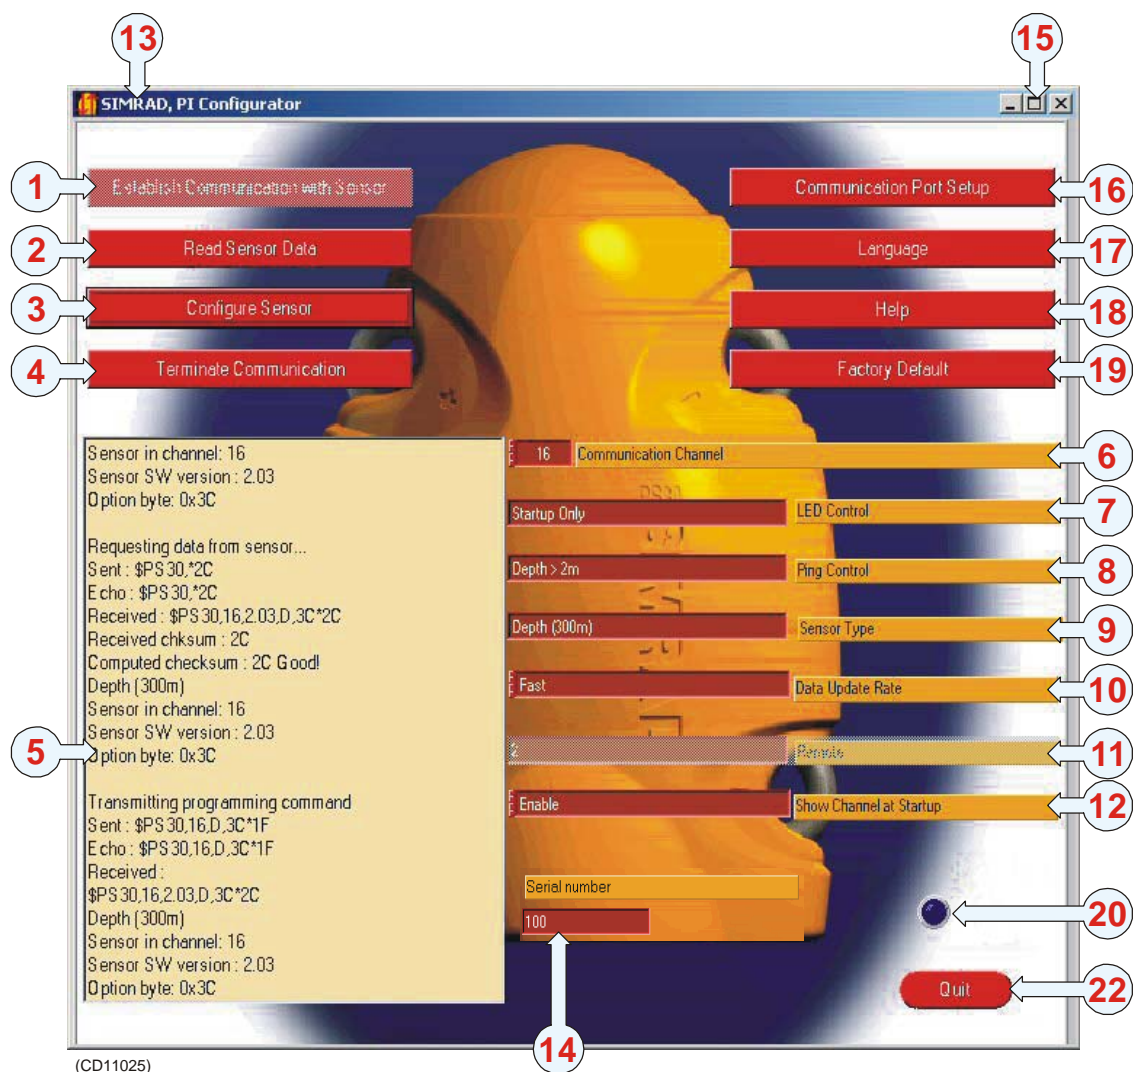 13
15
SIMRAD, PI Configurator
1
Establish Communication with Sensor
Communication Port Setup
16
2
Read Sensor Data
Language
17
3
Configure Sensor
Help
18
4
Terminate Communication
Factory Default
19
Sensor in channel: 16
Sensor SW version : 2.03
Option byte: 0x3C
Requesting data from sensor...
Sent : $PS30,*2C
Echo : $PS30,*2C
Received : $PS30,16,2.03,D,3C*2C
Received chksum : 2C
Computed checksum : 2C Good!
Depth (300m)
Sensor in channel: 16
Sensor SW version : 2.03
5
Option byte: 0x3C
Transmitting programming command
Sent : $PS30,16,D,3C*1F
Echo : $PS30,16,D,3C*1F
Received :
$PS30,16,2.03,D,3C*2C
Depth (300m)
Sensor in channel: 16
Sensor SW version : 2.03
Option byte: 0x3C
16 Communication Channel
6
PS30
Startup Only
LED Control
7
Depth > 2m
Ping Control
8
Depth (300m)
Sensor Type
9
Fast
Data Update Rate
10
2
Remote
11
Enable
Show Channel at Startup
12
Serial number
100
20
Quit
22
14
(CD11025)